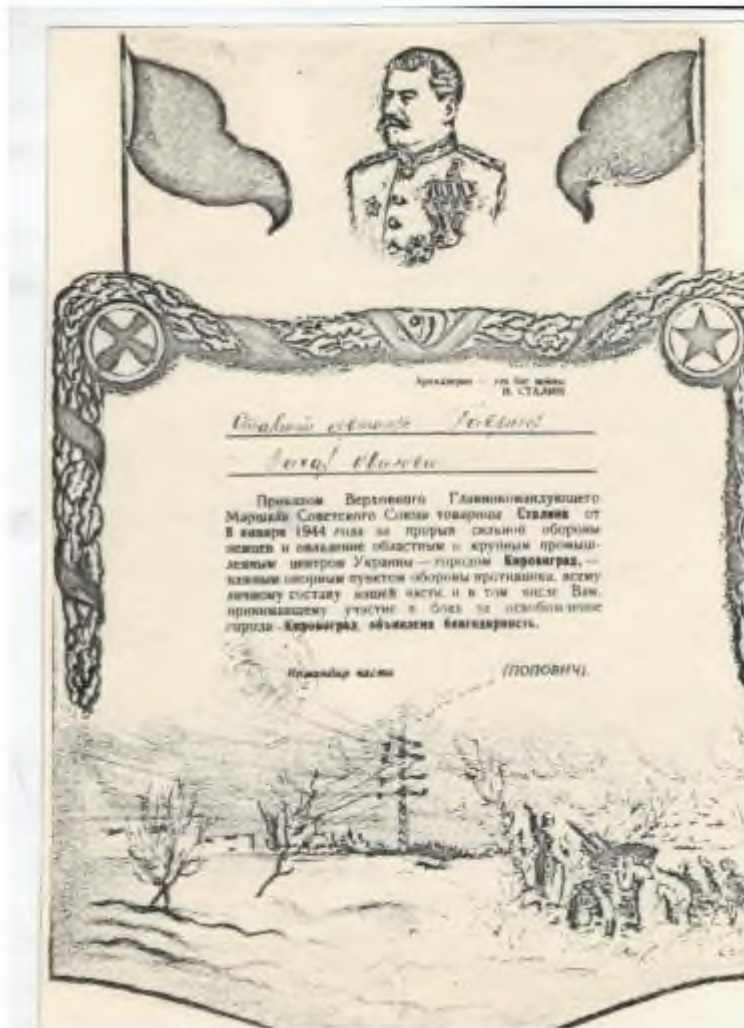 Артиллерия — это бог войны.
И. СТАЛИН
Приказом Верховного Главнокомандующего
Маршала Советского Союза товарища Сталина от
8 января 1944 года за прорыв сильной обороны
немцев и овладение областным и крупным промыш-
ленным центром Украины — городом Кировоград, —
важным опорным пунктом обороны противника, всему
личному составу нашей части и в том числе Вам,
принимавшему участие в боях за освобождение
города Кировоград, объявлена благодарность.
Командир части (ПОПОВИЧ).